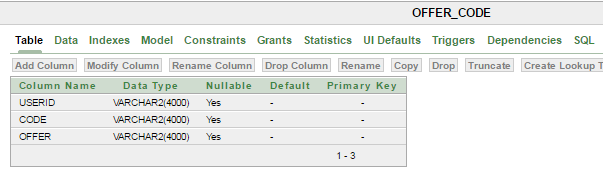 OFFER_CODE
Table Data Indexes Model Constraints Grants Statistics UI Defaults Triggers Dependencies SQL
Add Column Modify Column Rename Column Drop Column Rename Copy Drop Truncate Create Lookup T
Column Name Data Type Nullable Default Primary Key
USERID VARCHAR2(4000) Yes - -
CODE VARCHAR2(4000) Yes - -
OFFER VARCHAR2(4000) Yes - -
1 - 3